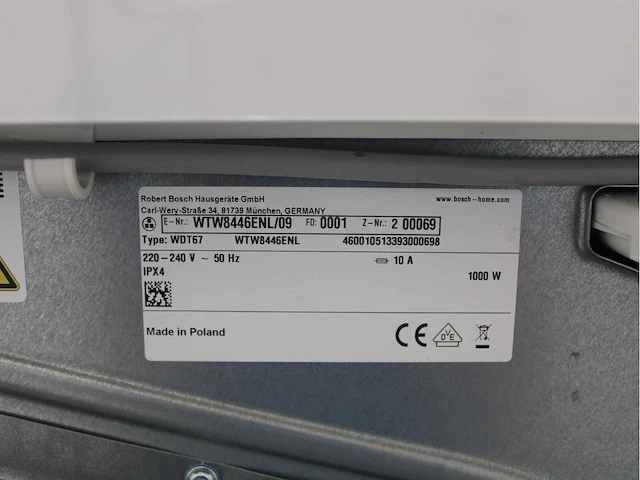 Robert Bosch Hausgeräte GmbH
www.bosch-home.com
Carl-Wery-Straße 34, 81739 München, GERMANY
E-Nr.: WTW8446ENL/09 FD: 0001 Z-Nr.: 2 00069
Type: WDT67 WTW8446ENL 460010513393000698
220-240 V ~ 50 Hz 10 A
IPX4 1000 W
Made in Poland
CE DVE